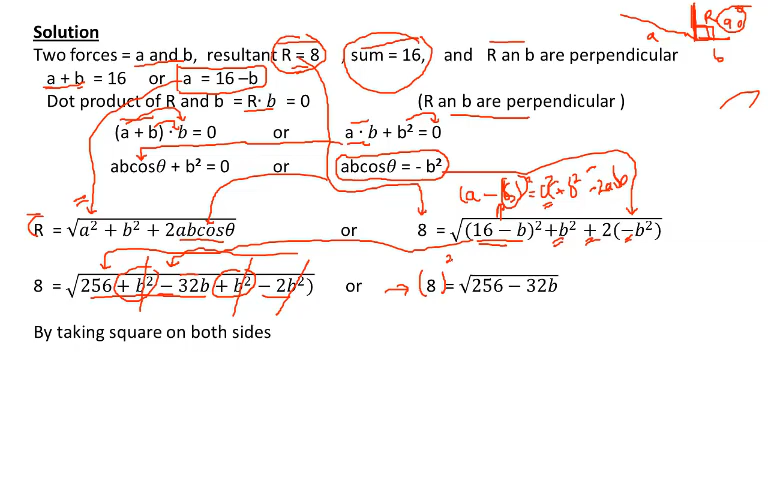 Solution
Two forces = a and b, resultant R = 8 , sum = 16, and R an b are perpendicular
a + b = 16 or a = 16 –b
Dot product of R and b = R· b = 0 (R an b are perpendicular )
(a + b) · b = 0 or a · b + b² = 0
abcosθ + b² = 0 or abcosθ = - b²
R = √a² + b² + 2abcosθ or 8 = √(16 − b)² + b² + 2(−b²)
8 = √256 + b² − 32b + b² − 2b²) or (8)² = √256 − 32b
By taking square on both sides
a R 90 b